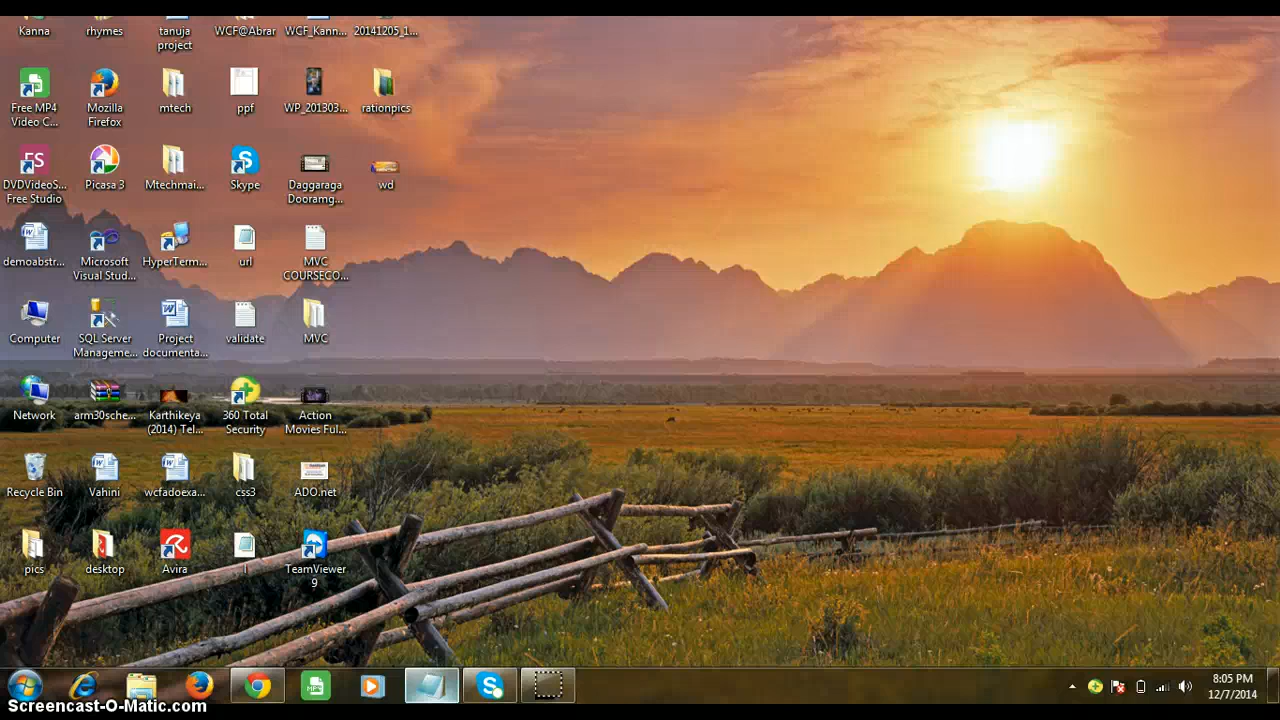 Kanna
rhymes
tanuja
project
WCF@Abrar
WCF_Kann...
20141205_1...
Free MP4
Video C...
Mozilla
Firefox
mtech
ppf
WP_201303...
rationpics
FS
DVDVideoS...
Free Studio
Picasa 3
Mtechmai...
Skype
Daggaraga
Dooramg...
wd
demoabstr...
Microsoft
Visual Stud...
HyperTerm...
url
MVC
COURSECO...
Computer
SQL Server
Manageme...
Project
documenta...
validate
MVC
Network
arm30sche...
Karthikeya
(2014) Tel...
360 Total
Security
Action
Movies Ful...
Recycle Bin
Vahini
wcfadoexa...
css3
ADO.net
pics
desktop
Avira
l
TeamViewer
9
8:05 PM
12/7/2014
Screencast-O-Matic.com